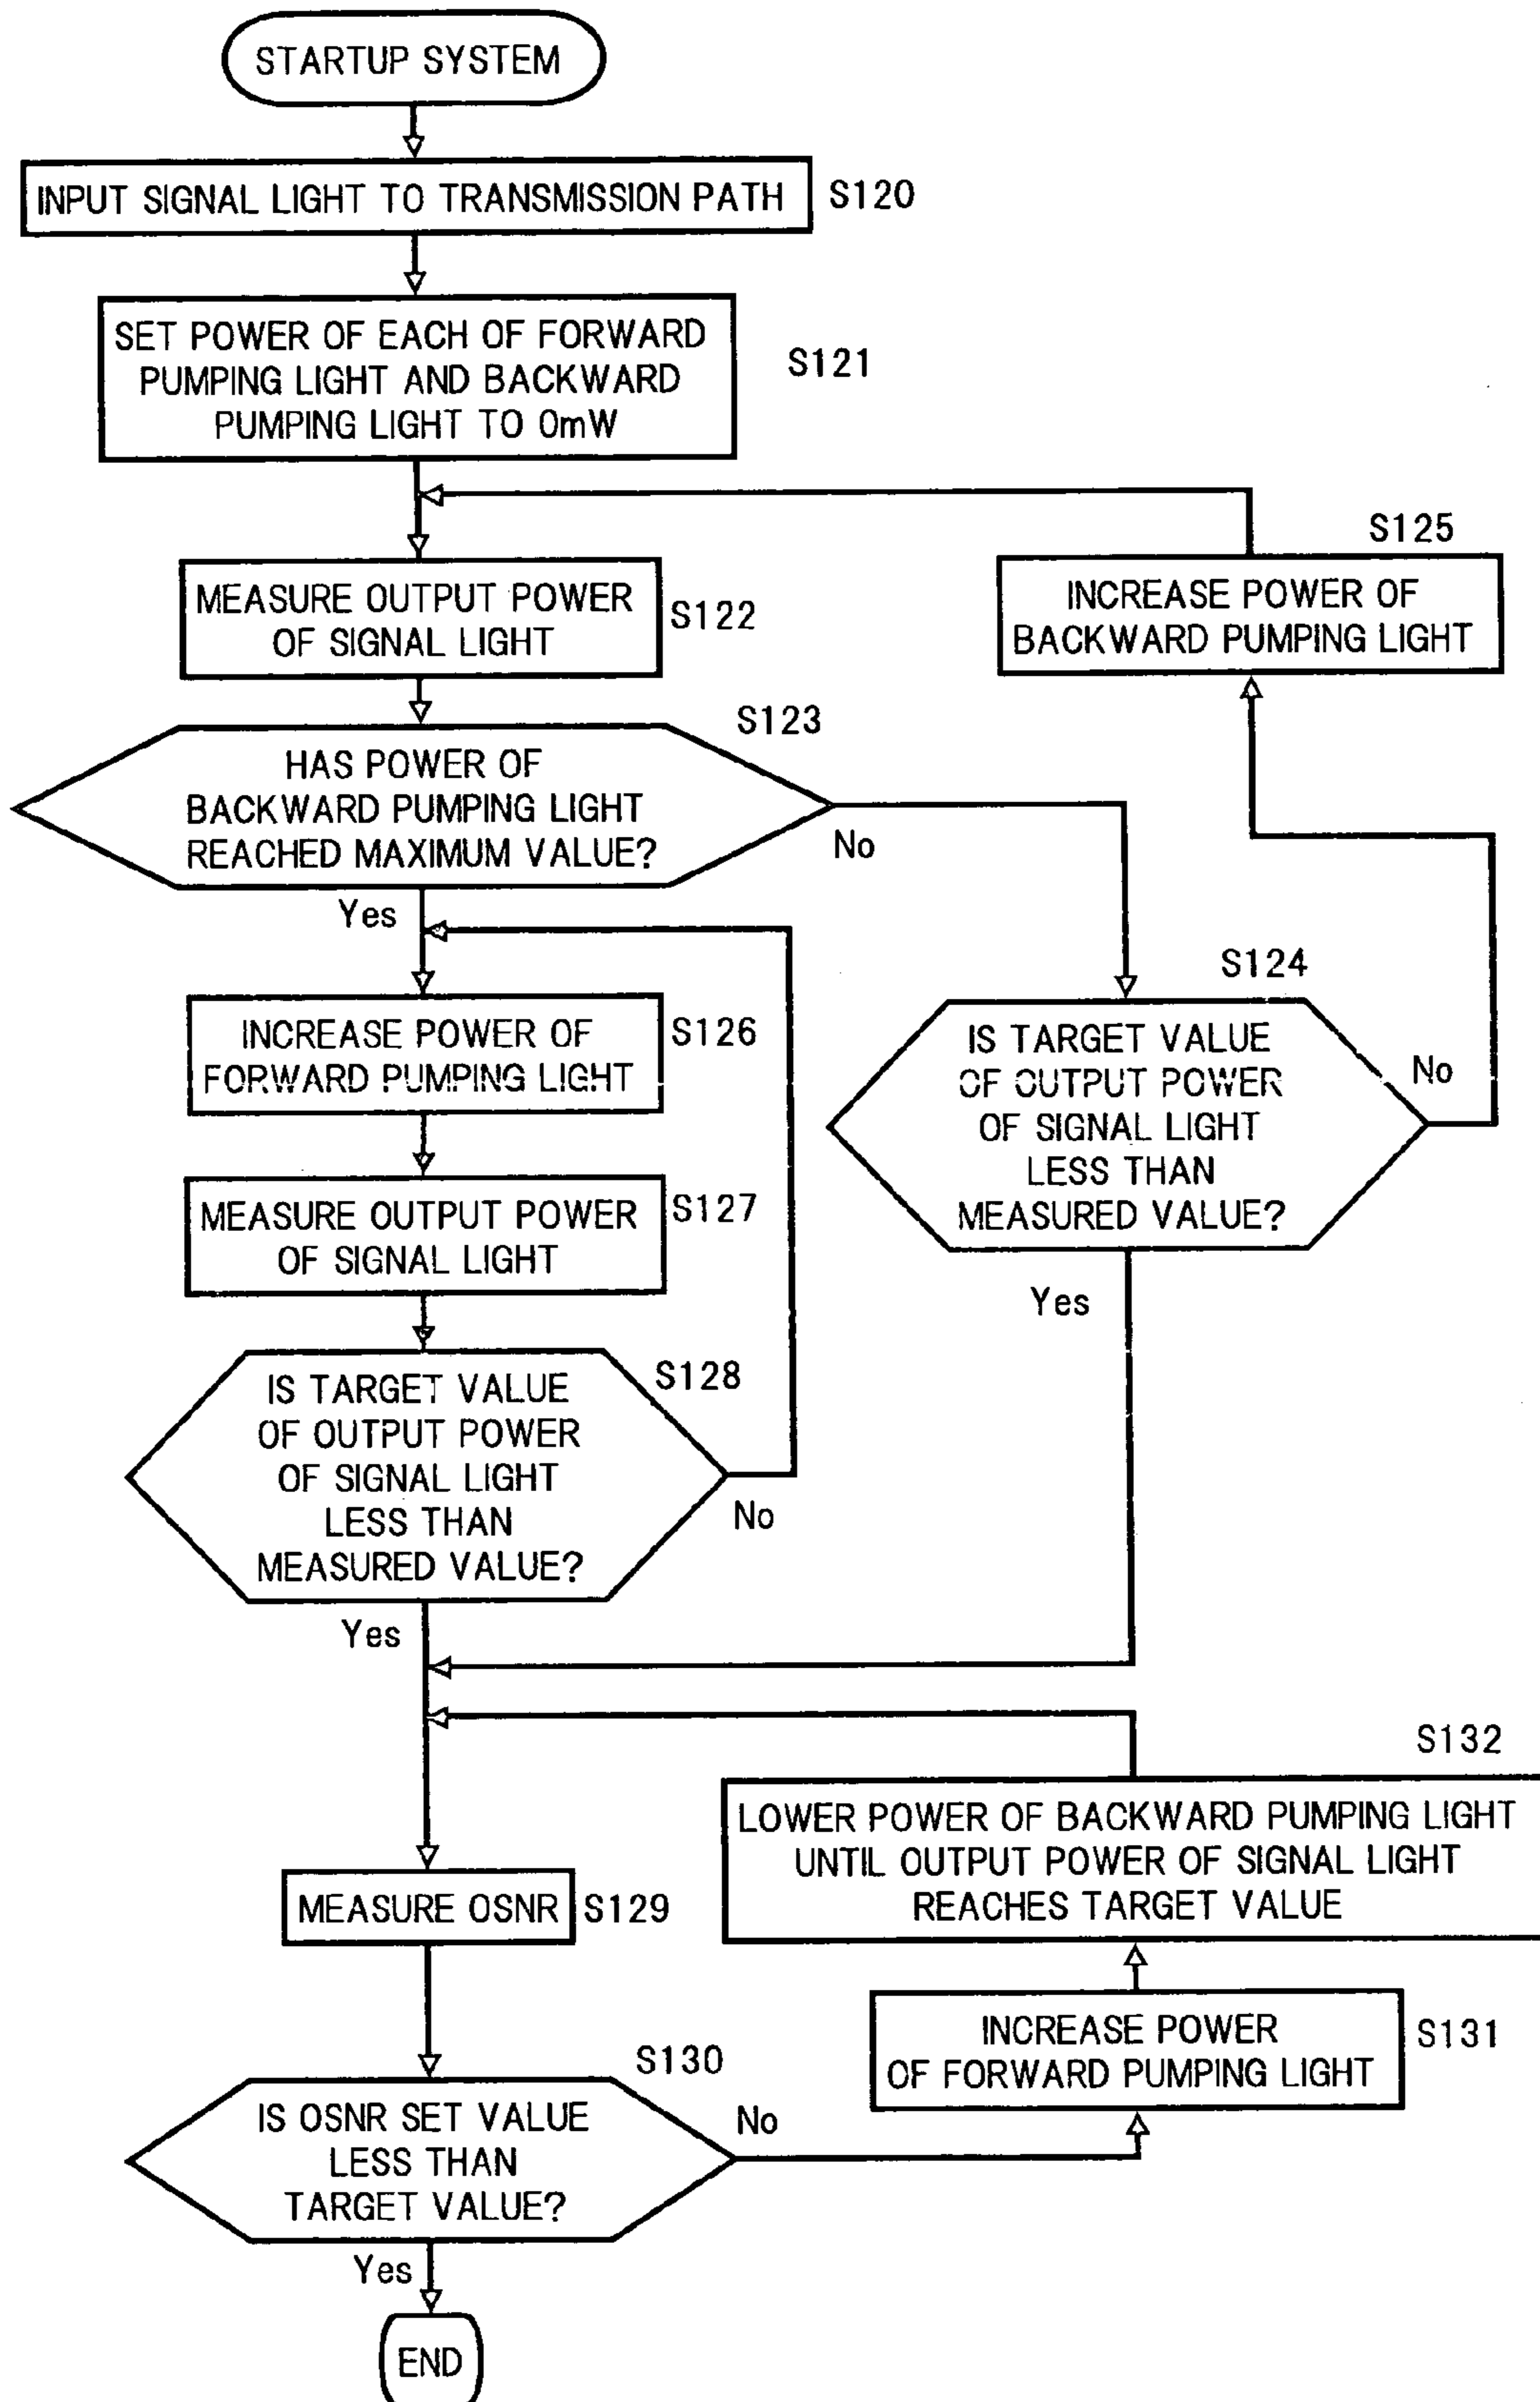 STARTUP SYSTEM
INPUT SIGNAL LIGHT TO TRANSMISSION PATH
S120
SET POWER OF EACH OF FORWARD
PUMPING LIGHT AND BACKWARD
PUMPING LIGHT TO 0mW
S121
MEASURE OUTPUT POWER
OF SIGNAL LIGHT
S122
S125
INCREASE POWER OF
BACKWARD PUMPING LIGHT
S123
HAS POWER OF
BACKWARD PUMPING LIGHT
REACHED MAXIMUM VALUE?
No
Yes
S124
IS TARGET VALUE
OF OUTPUT POWER
OF SIGNAL LIGHT
LESS THAN
MEASURED VALUE?
No
Yes
INCREASE POWER OF
FORWARD PUMPING LIGHT
S126
MEASURE OUTPUT POWER
OF SIGNAL LIGHT
S127
S128
IS TARGET VALUE
OF OUTPUT POWER
OF SIGNAL LIGHT
LESS THAN
MEASURED VALUE?
No
Yes
S132
LOWER POWER OF BACKWARD PUMPING LIGHT
UNTIL OUTPUT POWER OF SIGNAL LIGHT
REACHES TARGET VALUE
MEASURE OSNR
S129
INCREASE POWER
OF FORWARD PUMPING LIGHT
S131
S130
IS OSNR SET VALUE
LESS THAN
TARGET VALUE?
No
Yes
END